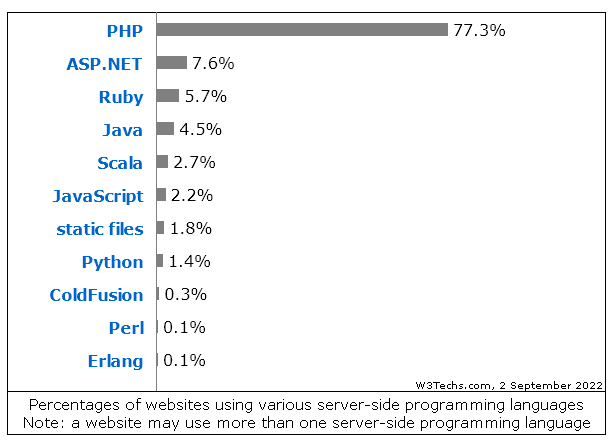 PHP 77.3%
ASP.NET 7.6%
Ruby 5.7%
Java 4.5%
Scala 2.7%
JavaScript 2.2%
static files 1.8%
Python 1.4%
ColdFusion 0.3%
Perl 0.1%
Erlang 0.1%
W3Techs.com, 2 September 2022
Percentages of websites using various server-side programming languages
Note: a website may use more than one server-side programming language